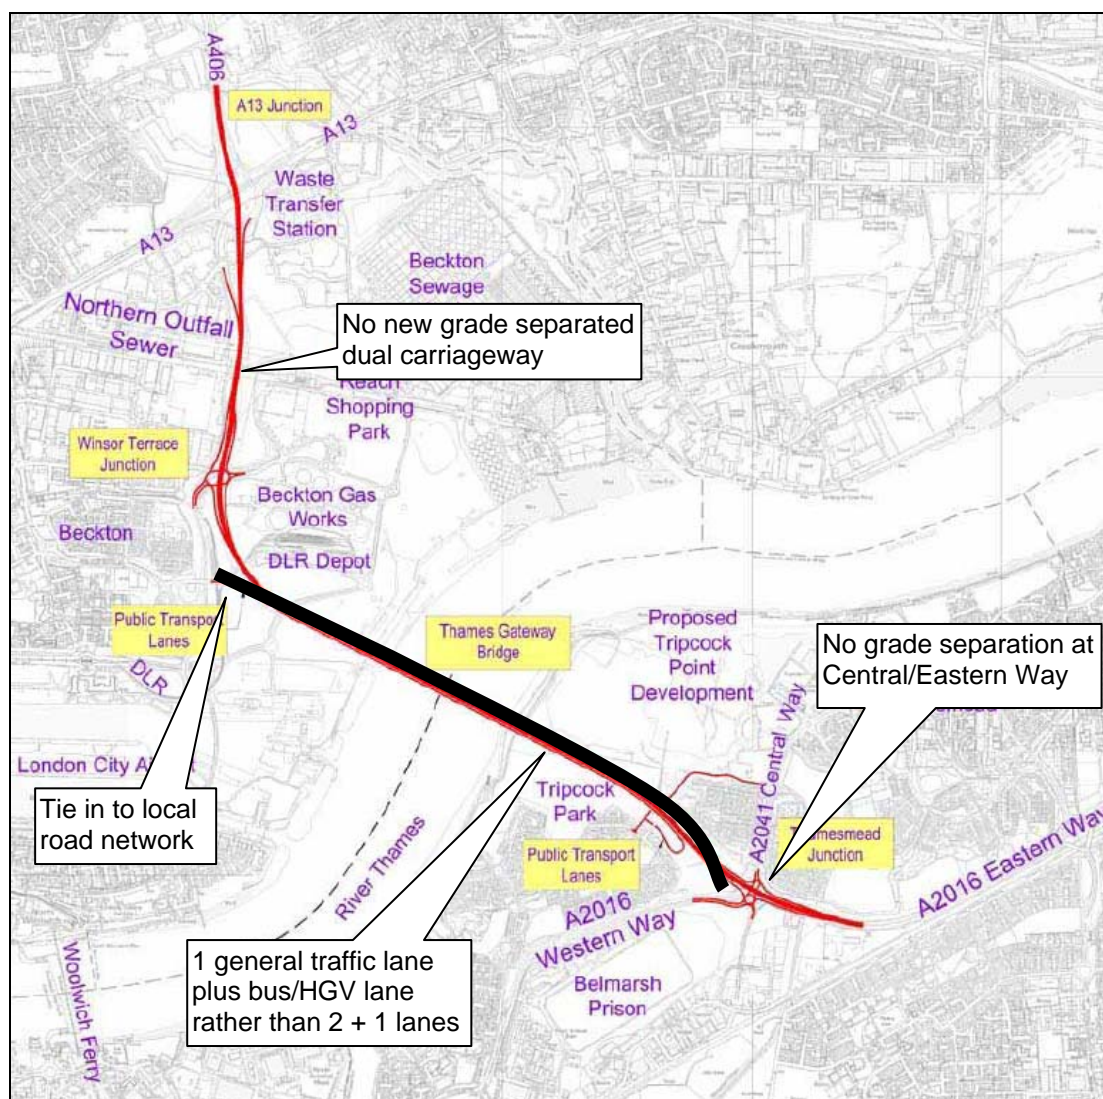 A406
A13 Junction
A13
Waste
Transfer
Station
A13
Beckton
Sewage
Northern Outfall
Sewer
No new grade separated
dual carriageway
Reach
Shopping
Park
Winsor Terrace
Junction
Beckton Gas
Works
Beckton
DLR Depot
Public Transport
Lanes
Thames Gateway
Bridge
Proposed
Tripcock
Point
Development
No grade separation at
Central/Eastern Way
DLR
London City
A2041 Central Way
Tie in to local
road network
Tripcock
Park
River Thames
Public Transport
Lanes
Junction
A2016 Eastern Way
A2016
Western Way
1 general traffic lane
plus bus/HGV lane
rather than 2 + 1 lanes
Belmarsh
Prison
Woolwich Ferry